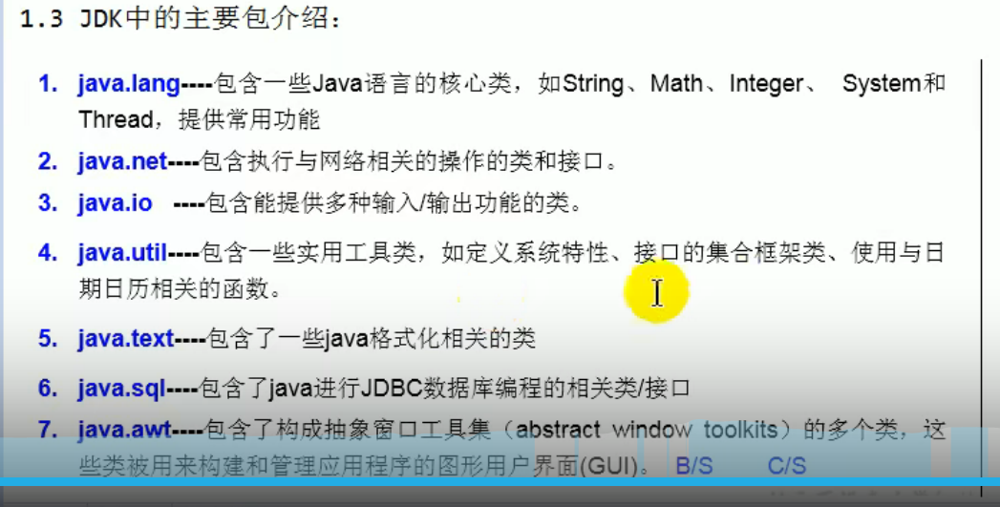 1.3 JDK中的主要包介绍：
1. java.lang----包含一些Java语言的核心类，如String、Math、Integer、 System和
Thread，提供常用功能
2. java.net----包含执行与网络相关的操作的类和接口。
3. java.io ----包含能提供多种输入/输出功能的类。
4. java.util----包含一些实用工具类，如定义系统特性、接口的集合框架类、使用与日
期日历相关的函数。
5. java.text----包含了一些java格式化相关的类
6. java.sql----包含了java进行JDBC数据库编程的相关类/接口
7. java.awt----包含了构成抽象窗口工具集（abstract window toolkits）的多个类，这
些类被用来构建和管理应用程序的图形用户界面(GUI)。 B/S C/S